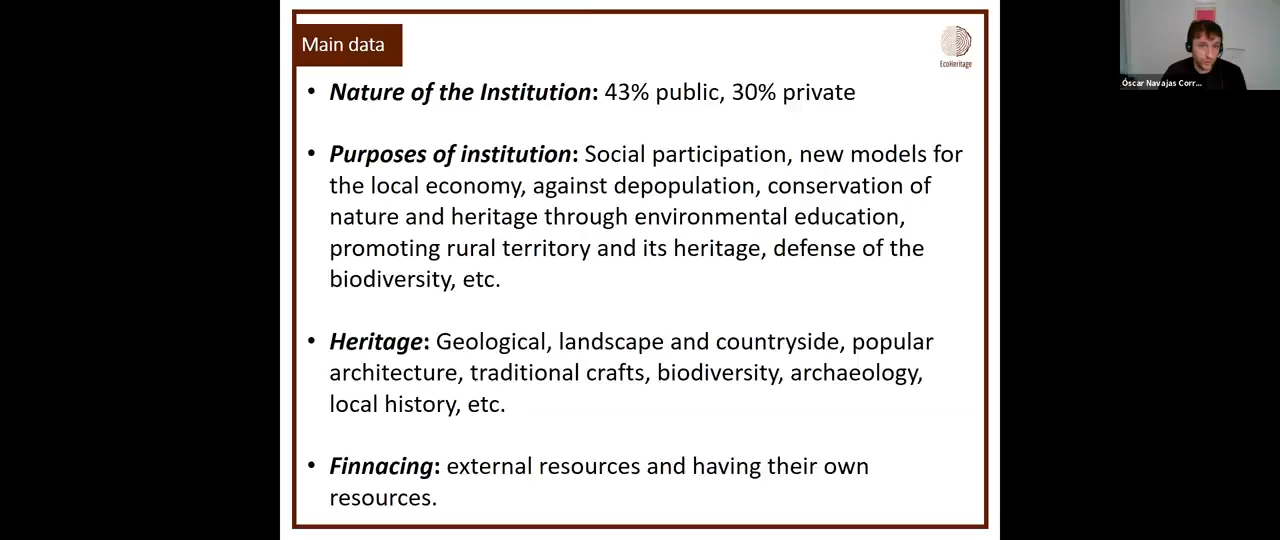 Main data
EcoHeritage
Óscar Navajas Corr...
• Nature of the Institution: 43% public, 30% private
• Purposes of institution: Social participation, new models for
the local economy, against depopulation, conservation of
nature and heritage through environmental education,
promoting rural territory and its heritage, defense of the
biodiversity, etc.
• Heritage: Geological, landscape and countryside, popular
architecture, traditional crafts, biodiversity, archaeology,
local history, etc.
• Finnacing: external resources and having their own
resources.